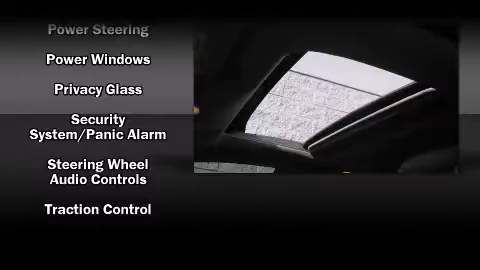 Power Steering
Power Windows
Privacy Glass
Security
System/Panic Alarm
Steering Wheel
Audio Controls
Traction Control